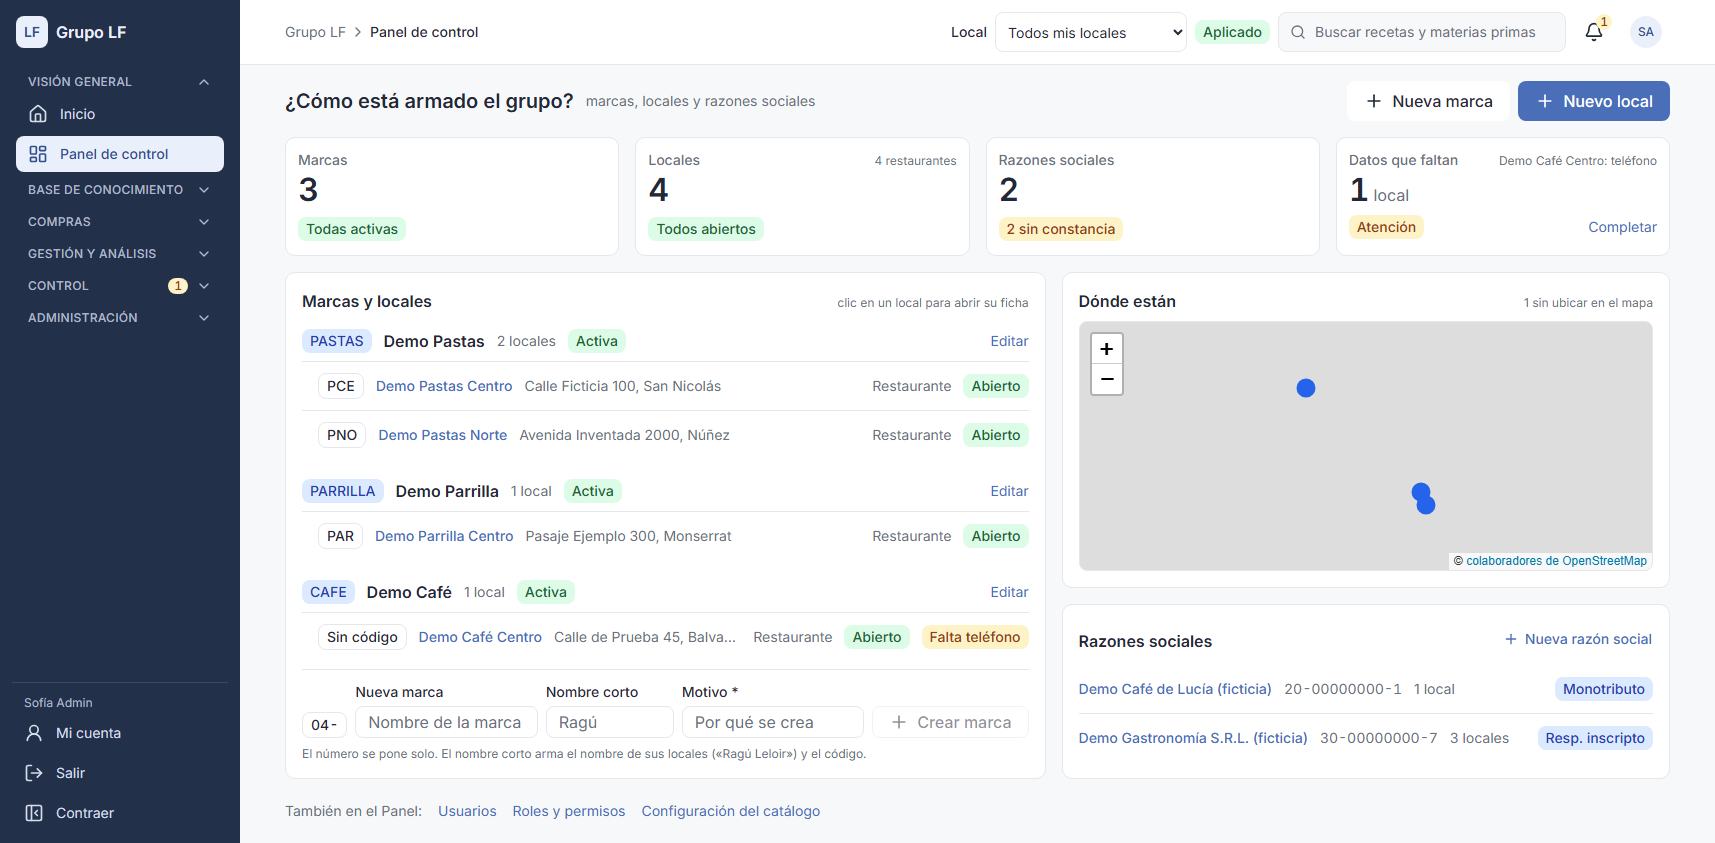 LF Grupo LF
Grupo LF > Panel de control
Local Todos mis locales Aplicado Buscar recetas y materias primas 1 SA
VISIÓN GENERAL
Inicio
Panel de control
BASE DE CONOCIMIENTO
COMPRAS
GESTIÓN Y ANÁLISIS
CONTROL 1
ADMINISTRACIÓN
Sofía Admin
Mi cuenta
Salir
Contraer
¿Cómo está armado el grupo? marcas, locales y razones sociales
+ Nueva marca + Nuevo local
Marcas
3
Todas activas
Locales 4 restaurantes
4
Todos abiertos
Razones sociales
2
2 sin constancia
Datos que faltan Demo Café Centro: teléfono
1 local
Atención Completar
Marcas y locales clic en un local para abrir su ficha
PASTAS Demo Pastas 2 locales Activa Editar
PCE Demo Pastas Centro Calle Ficticia 100, San Nicolás Restaurante Abierto
PNO Demo Pastas Norte Avenida Inventada 2000, Núñez Restaurante Abierto
PARRILLA Demo Parrilla 1 local Activa Editar
PAR Demo Parrilla Centro Pasaje Ejemplo 300, Monserrat Restaurante Abierto
CAFE Demo Café 1 local Activa Editar
Sin código Demo Café Centro Calle de Prueba 45, Balva... Restaurante Abierto Falta teléfono
Nueva marca Nombre corto Motivo *
04- Nombre de la marca Ragú Por qué se crea + Crear marca
El número se pone solo. El nombre corto arma el nombre de sus locales («Ragú Leloir») y el código.
Dónde están 1 sin ubicar en el mapa
+
−
© colaboradores de OpenStreetMap
Razones sociales + Nueva razón social
Demo Café de Lucía (ficticia) 20-00000000-1 1 local Monotributo
Demo Gastronomía S.R.L. (ficticia) 30-00000000-7 3 locales Resp. inscripto
También en el Panel: Usuarios Roles y permisos Configuración del catálogo